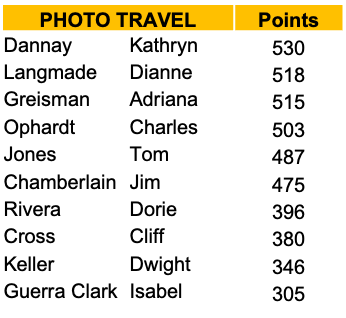 PHOTO TRAVEL Points
Dannay Kathryn 530
Langmade Dianne 518
Greisman Adriana 515
Ophardt Charles 503
Jones Tom 487
Chamberlain Jim 475
Rivera Dorie 396
Cross Cliff 380
Keller Dwight 346
Guerra Clark Isabel 305